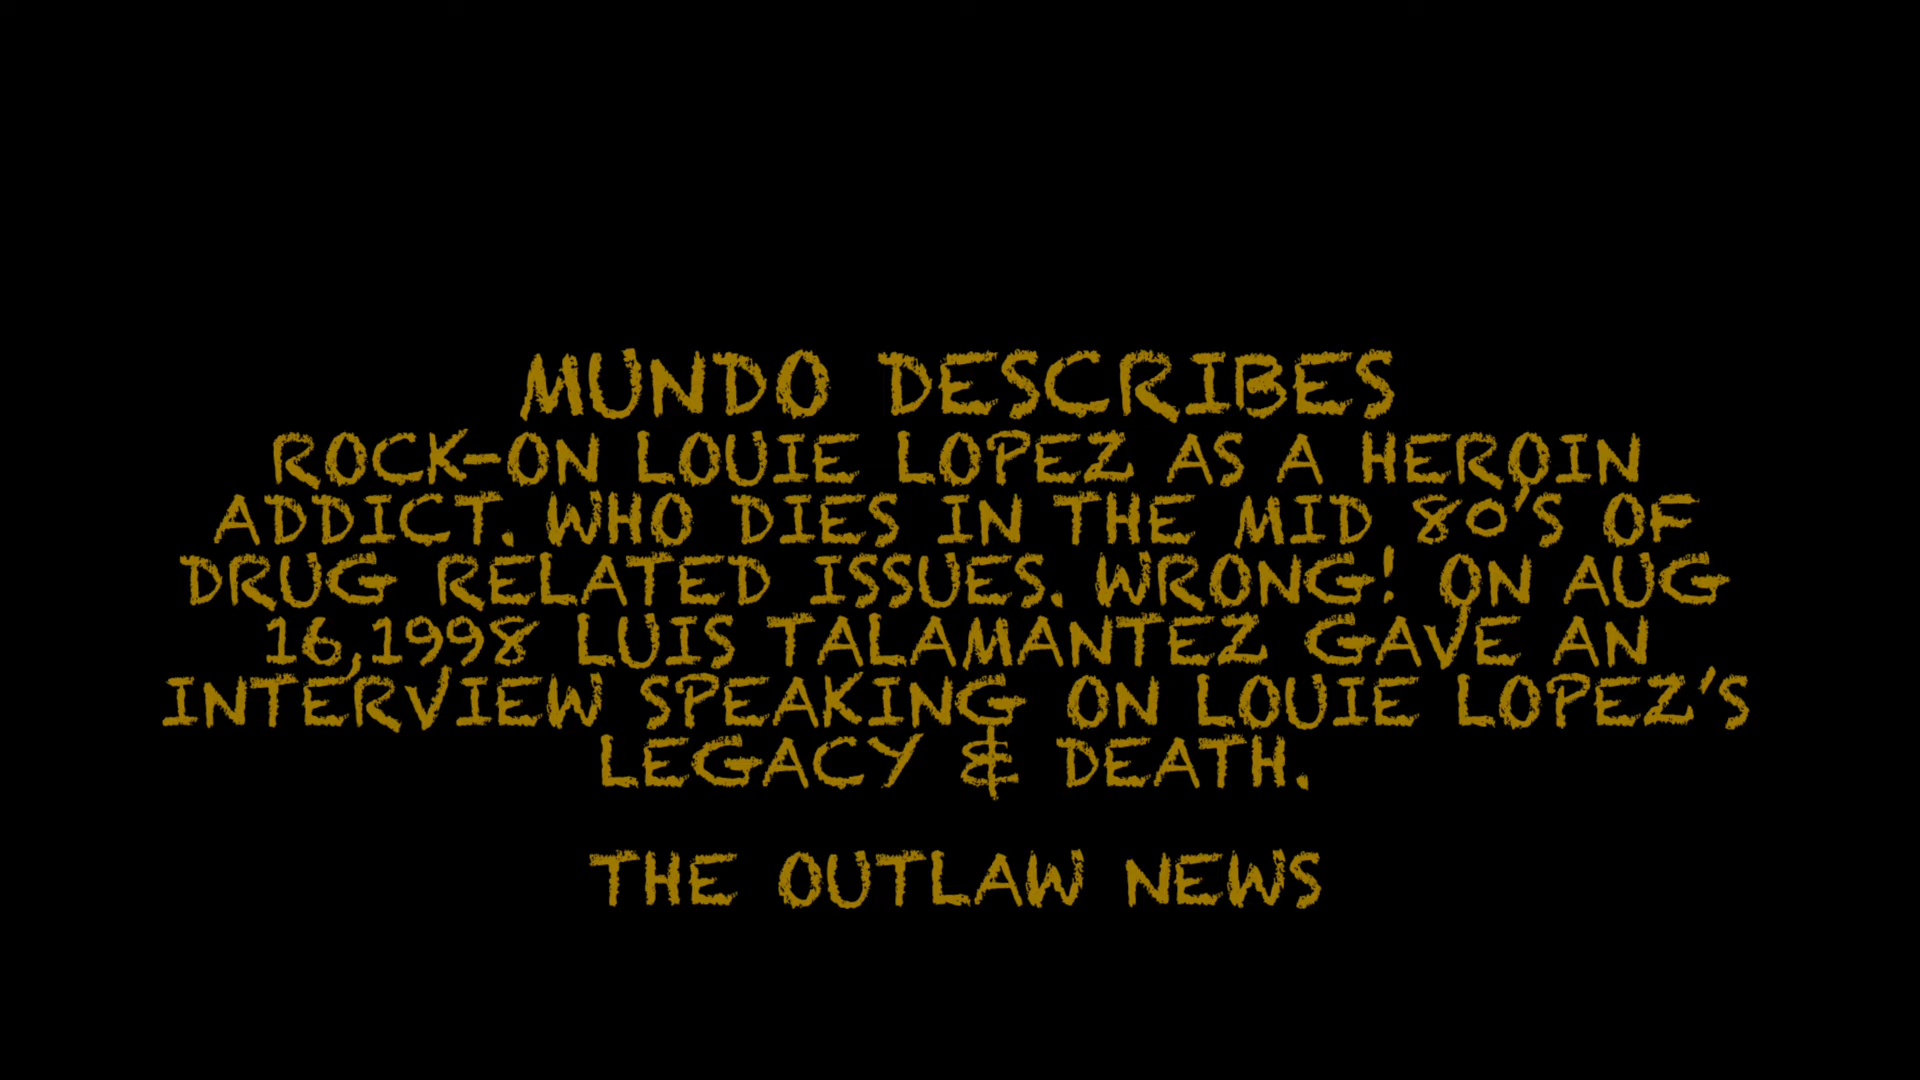 MUNDO DESCRIBES
ROCK-ON LOUIE LOPEZ AS A HEROIN
ADDICT. WHO DIES IN THE MID 80'S OF
DRUG RELATED ISSUES. WRONG! ON AUG
16,1998 LUIS TALAMANTEZ GAVE AN
INTERVIEW SPEAKING ON LOUIE LOPEZ'S
LEGACY & DEATH.
THE OUTLAW NEWS